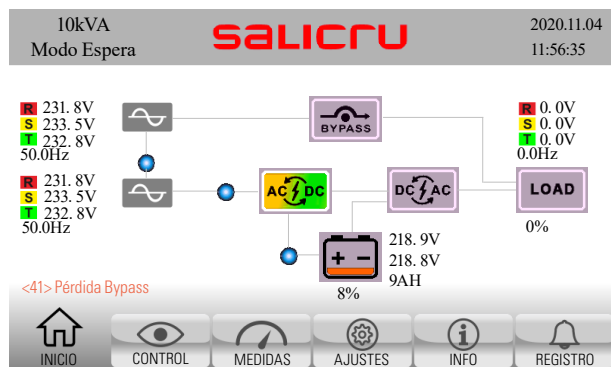 10kVA
Modo Espera
SALICRU
2020.11.04
11:56:35
R 231.8V
S 233.5V
T 232.8V
50.0Hz
BYPASS
R 0.0V
S 0.0V
T 0.0V
0.0Hz
R 231.8V
S 233.5V
T 232.8V
50.0Hz
AC DC
DC AC
LOAD
0%
+ −
218.9V
218.8V
9AH
8%
<41> Pérdida Bypass
INICIO
CONTROL
MEDIDAS
AJUSTES
INFO
REGISTRO